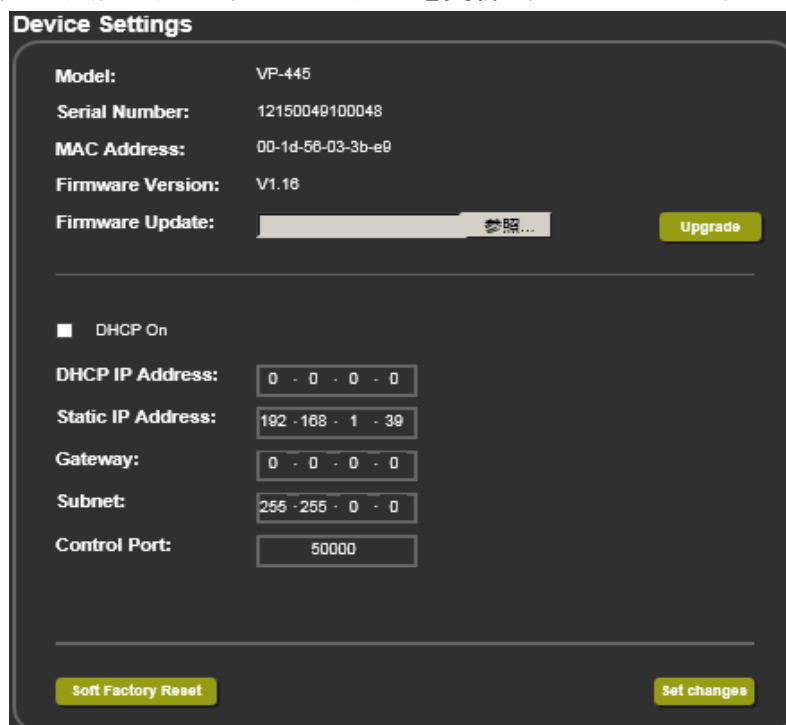 Device Settings
Model: VP-445
Serial Number: 12150049100048
MAC Address: 00-1d-56-03-3b-e9
Firmware Version: V1.16
Firmware Update: 参照... Upgrade
DHCP On
DHCP IP Address: 0 . 0 . 0 . 0
Static IP Address: 192 . 168 . 1 . 39
Gateway: 0 . 0 . 0 . 0
Subnet: 255 . 255 . 0 . 0
Control Port: 50000
Soft Factory Reset Set changes